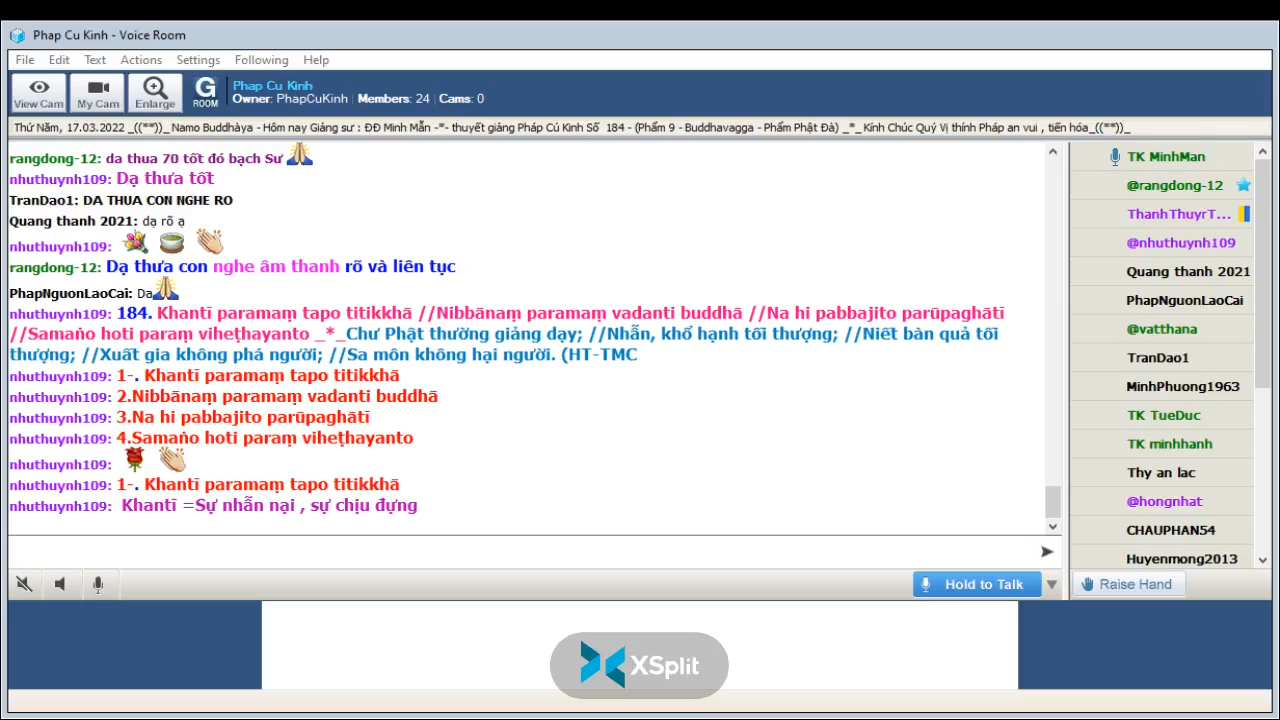 Phap Cu Kinh - Voice Room
File Edit Text Actions Settings Following Help
View Cam My Cam Enlarge G ROOM
Phap Cu Kinh
Owner: PhapCuKinh | Members: 24 | Cams: 0
Thứ Năm, 17.03.2022 _((**))_ Namo Buddhàya - Hôm nay Giảng sư : ĐĐ Minh Mẫn -*- thuyết giảng Pháp Cú Kinh Số 184 - (Phẩm 9 - Buddhavagga - Phẩm Phật Đà) _*_ Kính Chúc Quý Vị thính Pháp an vui , tiến hóa_((**))_
rangdong-12: da thua 70 tốt đó bạch Sư
nhuthuynh109: Dạ thưa tốt
TranDao1: DA THUA CON NGHE RO
Quang thanh 2021: dạ rõ ạ
nhuthuynh109:
rangdong-12: Dạ thưa con nghe âm thanh rõ và liên tục
PhapNguonLaoCai: Da
nhuthuynh109: 184. Khantī paramaṃ tapo titikkhā //Nibbānaṃ paramaṃ vadanti buddhā //Na hi pabbajito parūpaghātī
//Samaṅo hoti paraṃ viheṭhayanto _*_Chư Phật thường giảng dạy; //Nhẫn, khổ hạnh tối thượng; //Niết bàn quả tối
thượng; //Xuất gia không phá người; //Sa môn không hại người. (HT-TMC
nhuthuynh109: 1-. Khantī paramaṃ tapo titikkhā
nhuthuynh109: 2.Nibbānaṃ paramaṃ vadanti buddhā
nhuthuynh109: 3.Na hi pabbajito parūpaghātī
nhuthuynh109: 4.Samaṅo hoti paraṃ viheṭhayanto
nhuthuynh109:
nhuthuynh109: 1-. Khantī paramaṃ tapo titikkhā
nhuthuynh109: Khantī =Sự nhẫn nại , sự chịu đựng
TK MinhMan
@rangdong-12
ThanhThuyrT...
@nhuthuynh109
Quang thanh 2021
PhapNguonLaoCai
@vatthana
TranDao1
MinhPhuong1963
TK TueDuc
TK minhhanh
Thy an lac
@hongnhat
CHAUPHAN54
Huyenmong2013
Hold to Talk
Raise Hand
XSplit